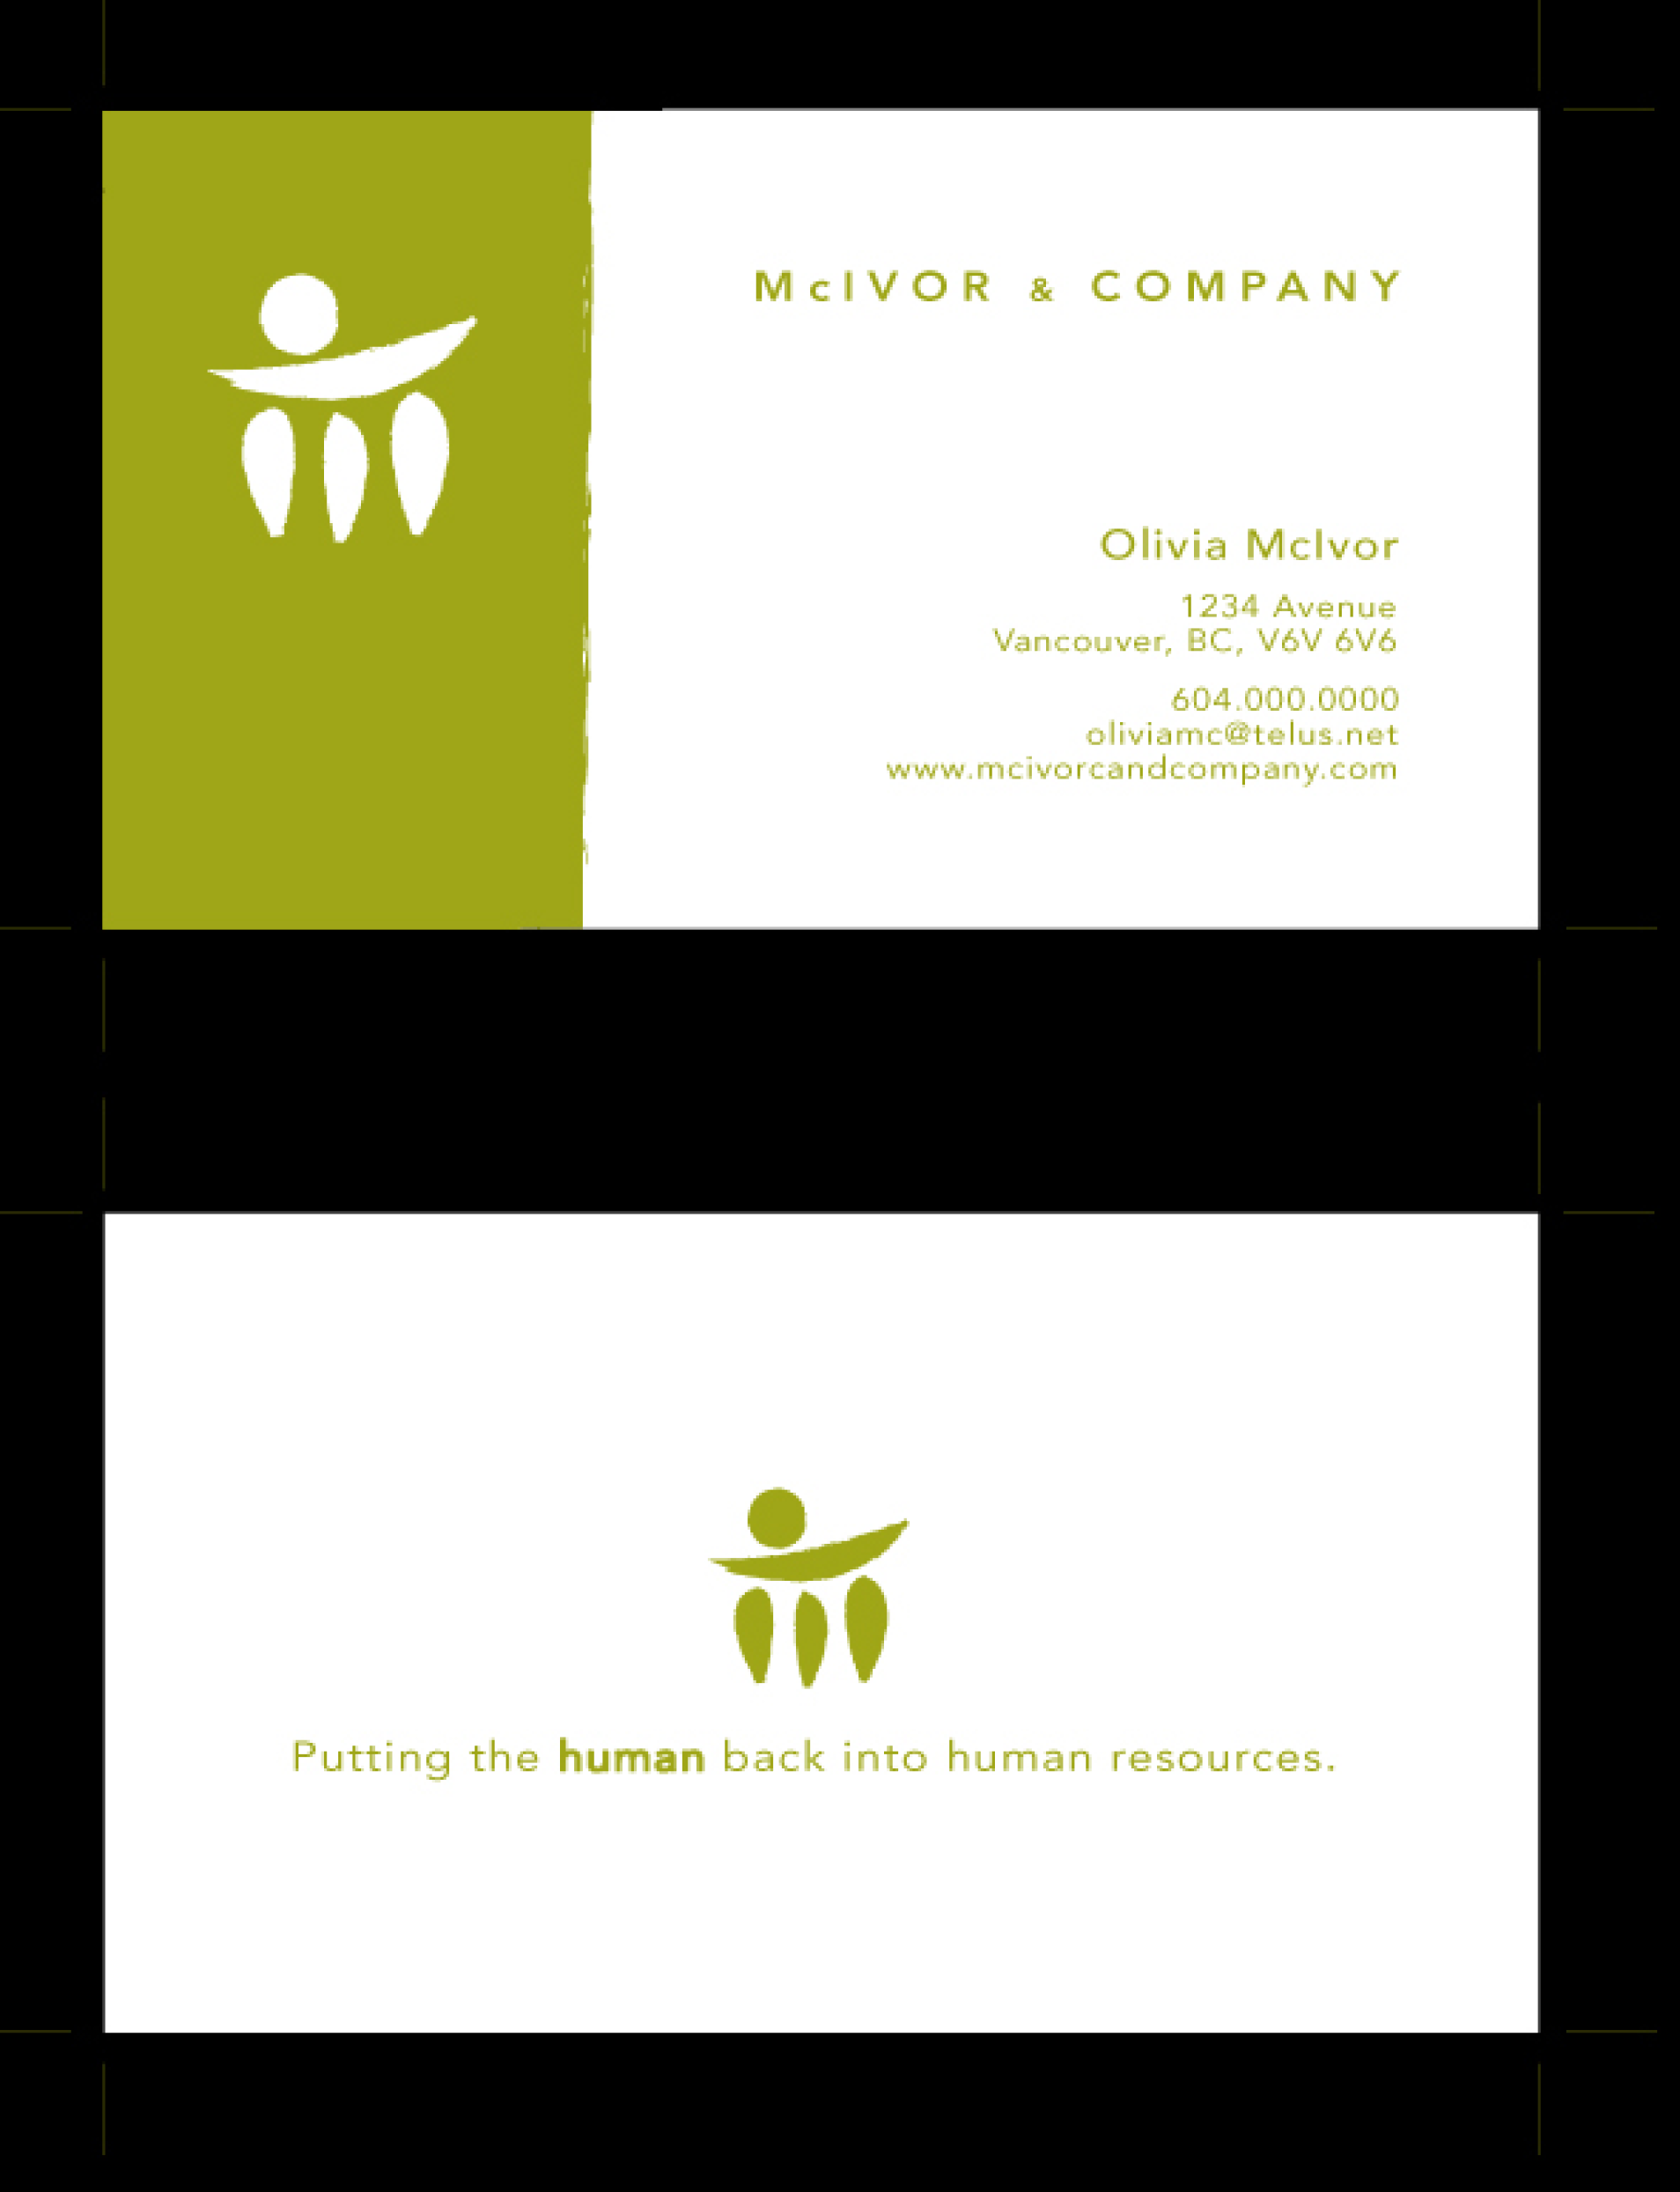 McIVOR & COMPANY
Olivia McIvor
1234 Avenue
Vancouver, BC, V6V 6V6
604.000.0000
oliviamc@telus.net
www.mcivorcandcompany.com
Putting the human back into human resources.